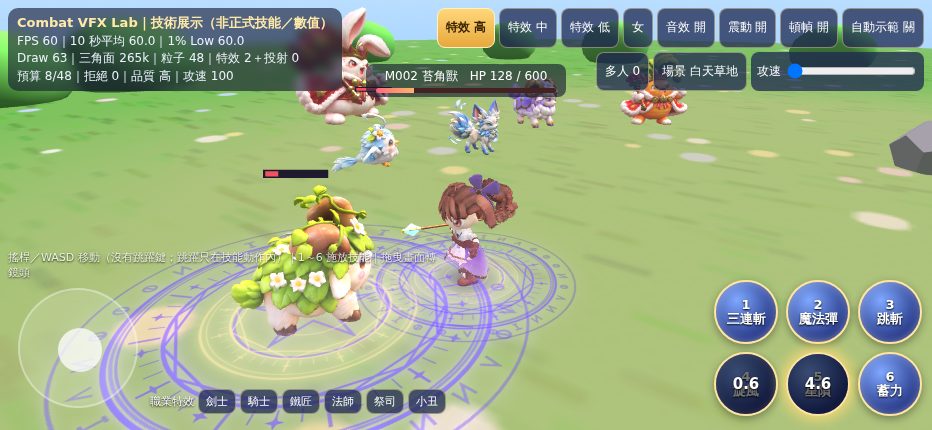 Combat VFX Lab｜技術展示（非正式技能／數值）
FPS 60｜10 秒平均 60.0｜1% Low 60.0
Draw 63｜三角面 265k｜粒子 48｜特效 2＋投射 0
預算 8/48｜拒絕 0｜品質 高｜攻速 100
特效 高
特效 中
特效 低
女
音效 開
震動 開
頓幀 開
自動示範 關
多人 0
場景 白天草地
攻速
M002 苔角獸 HP 128 / 600
搖桿／WASD 移動（沒有跳躍鍵；跳躍只在技能動作內）｜1～6 施放技能｜拖曳畫面轉
鏡頭
1
三連斬
2
魔法彈
3
跳斬
0.6
旋風
4.6
6
蓄力
職業特效
劍士
騎士
鐵匠
法師
祭司
小丑